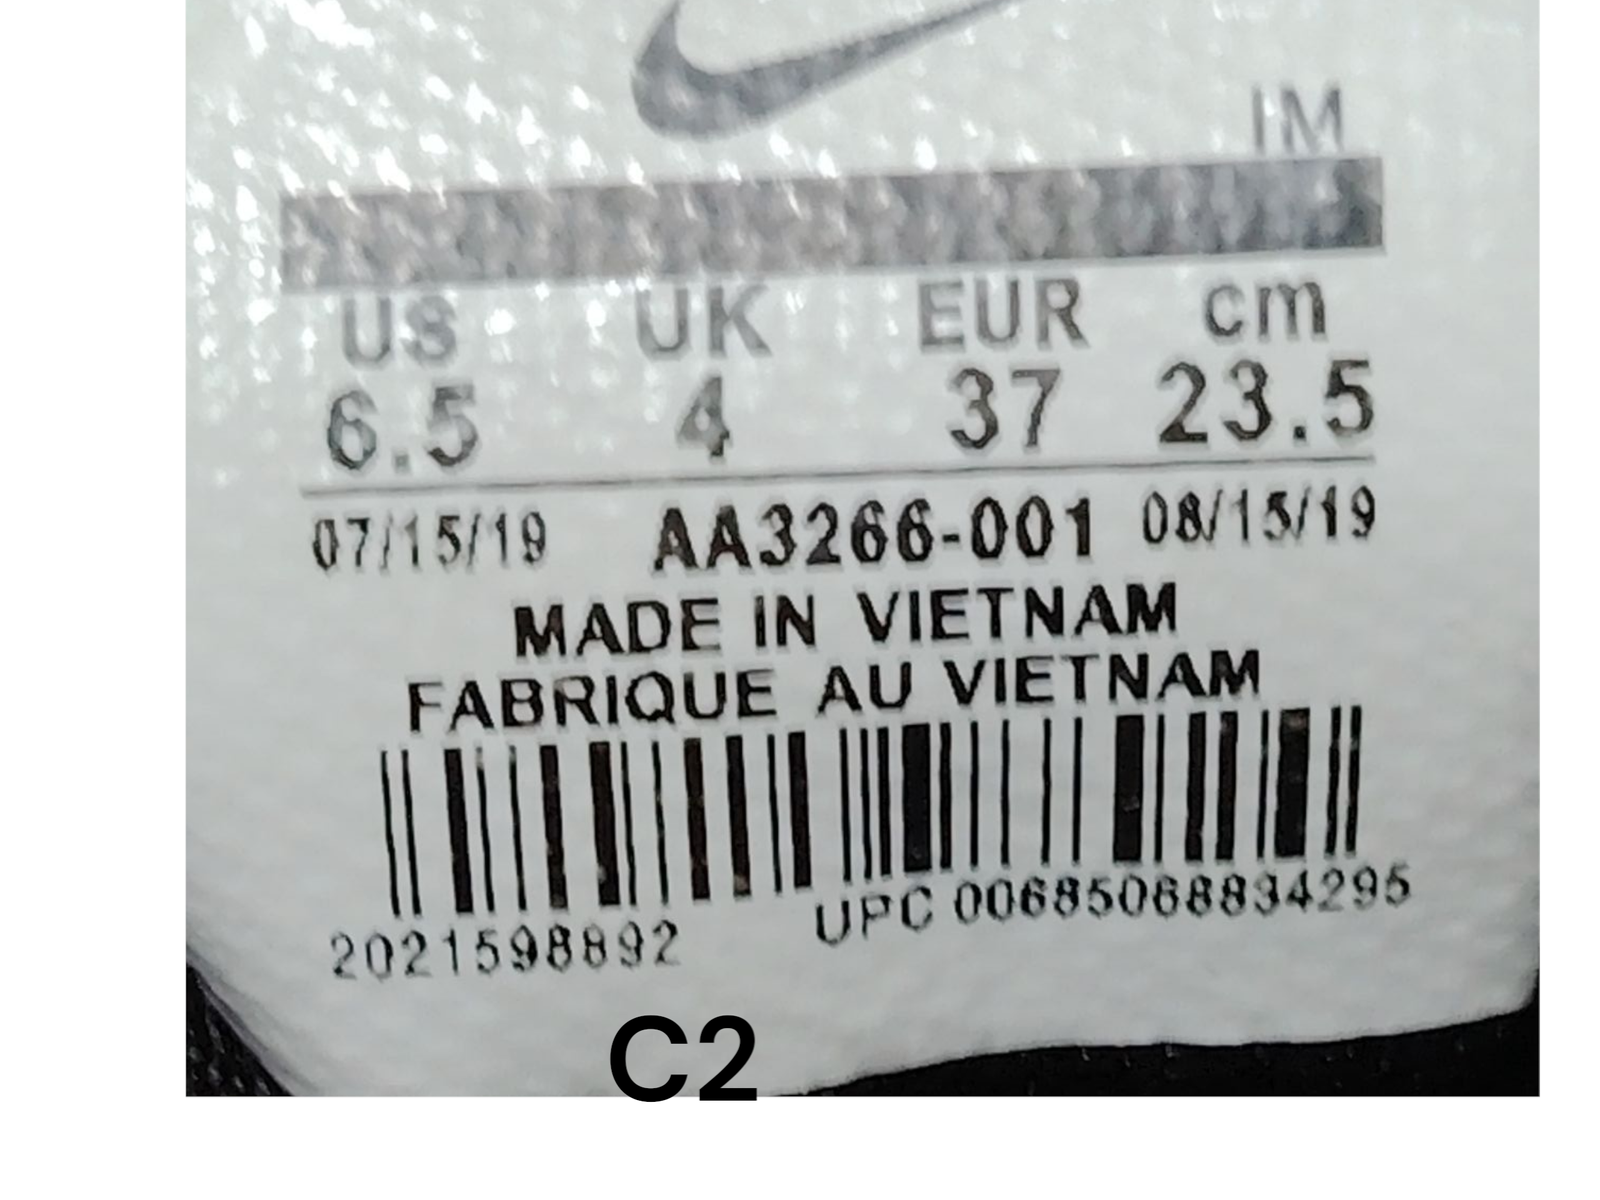 IM
US UK EUR cm
6.5 4 37 23.5
07/15/19 AA3266-001 08/15/19
MADE IN VIETNAM
FABRIQUE AU VIETNAM
2021598892 UPC 00685068834295
C2